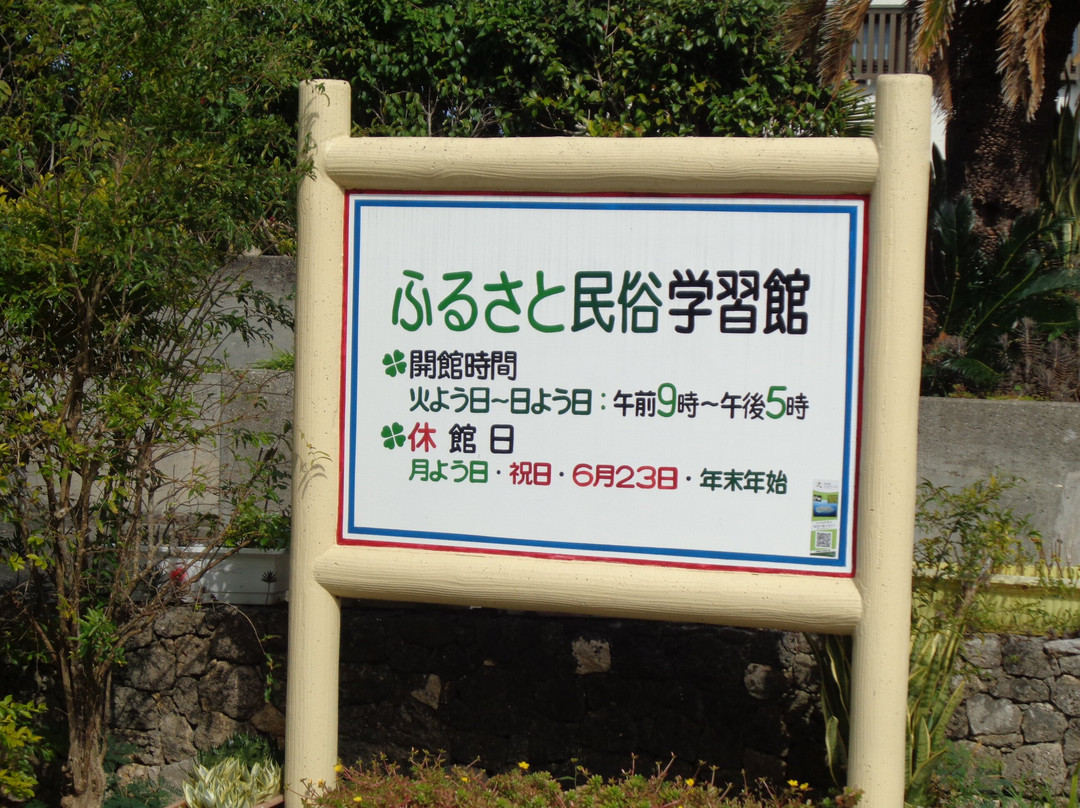 ふるさと民俗学習館
開館時間
火よう日～日よう日：午前9時～午後5時
休館日
月よう日・祝日・6月23日・年末年始